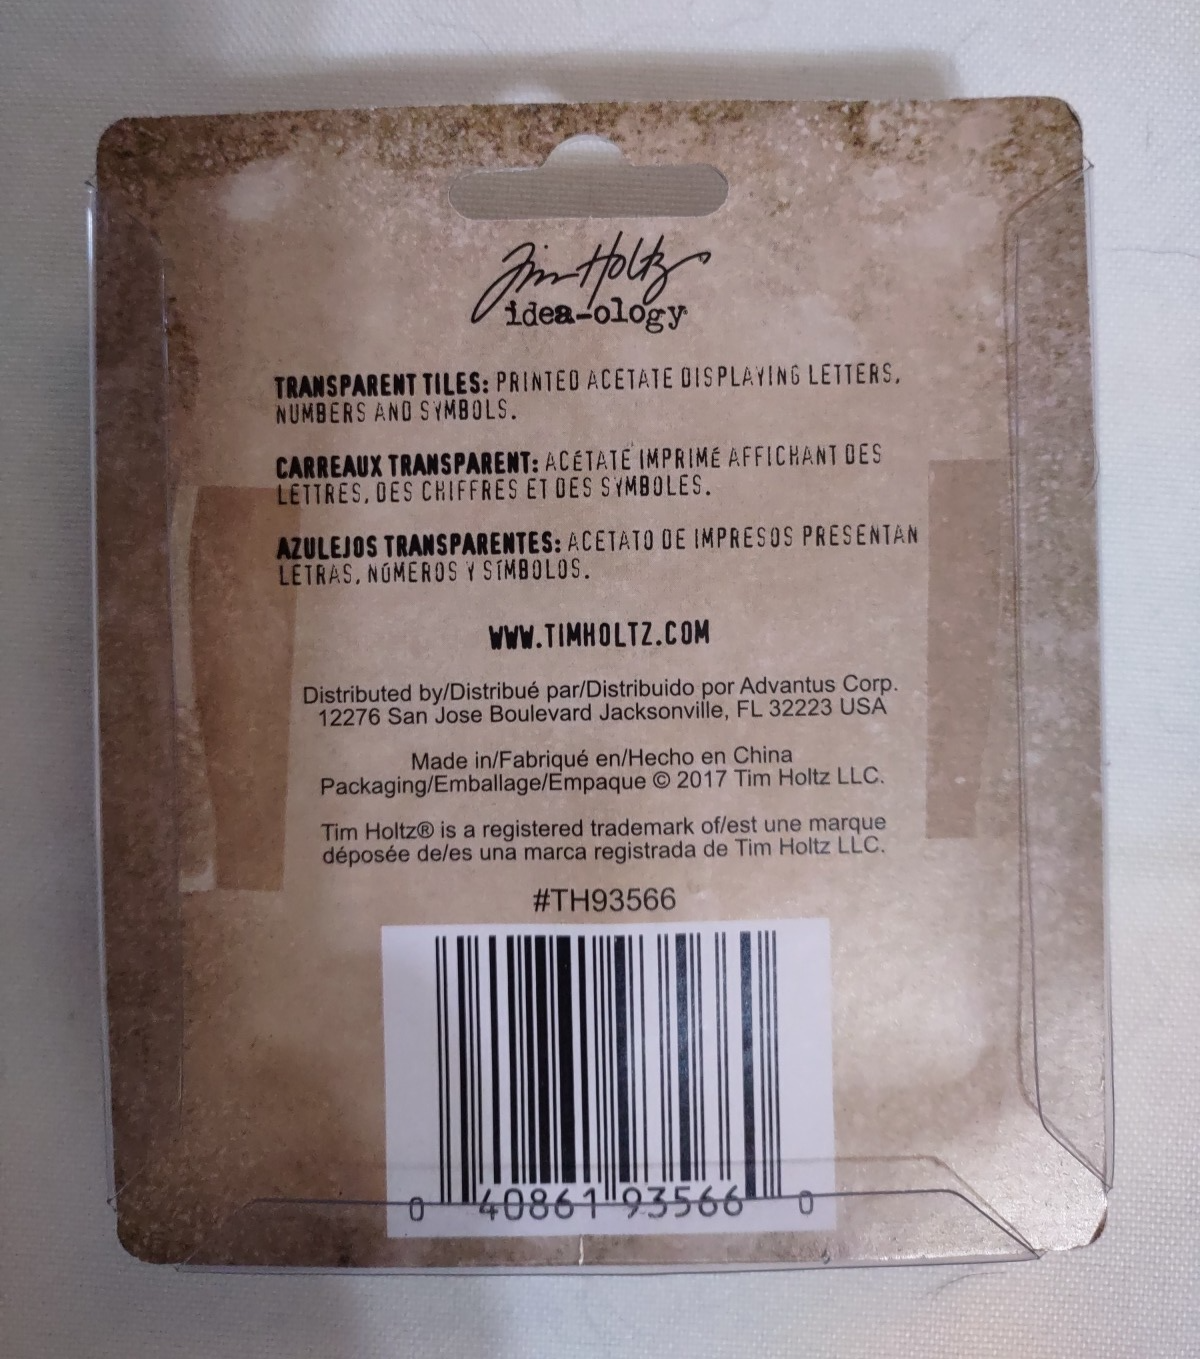 Tim Holtz
idea-ology
TRANSPARENT TILES: PRINTED ACETATE DISPLAYING LETTERS,
NUMBERS AND SYMBOLS.
CARREAUX TRANSPARENT: ACÉTATE IMPRIMÉ AFFICHANT DES
LETTRES, DES CHIFFRES ET DES SYMBOLES.
AZULEJOS TRANSPARENTES: ACETATO DE IMPRESOS PRESENTAN
LETRAS, NÚMEROS Y SÍMBOLOS.
WWW.TIMHOLTZ.COM
Distributed by/Distribué par/Distribuido por Advantus Corp.
12276 San Jose Boulevard Jacksonville, FL 32223 USA
Made in/Fabriqué en/Hecho en China
Packaging/Emballage/Empaque © 2017 Tim Holtz LLC.
Tim Holtz® is a registered trademark of/est une marque
déposée de/es una marca registrada de Tim Holtz LLC.
#TH93566
0 40861 93566 0